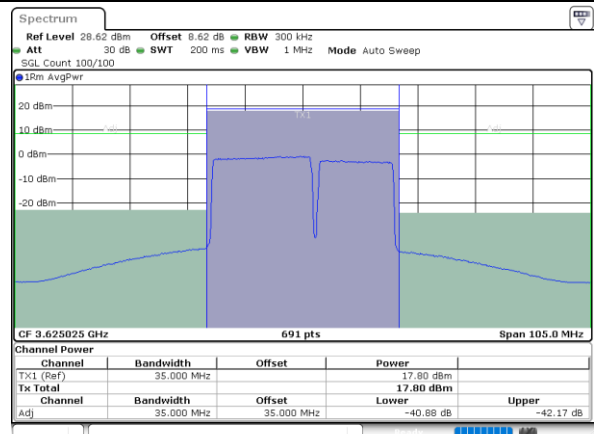 Spectrum
Ref Level 28.62 dBm Offset 8.62 dB RBW 300 kHz
Att 30 dB SWT 200 ms VBW 1 MHz Mode Auto Sweep
SGL Count 100/100
1Rm AvgPwr
20 dBm
TX1
10 dBm Adj Adj
0 dBm
-10 dBm
-20 dBm
CF 3.625025 GHz 691 pts Span 105.0 MHz
Channel Power
Channel Bandwidth Offset Power
TX1 (Ref) 35.000 MHz 17.80 dBm
Tx Total 17.80 dBm
Channel Bandwidth Offset Lower Upper
Adj 35.000 MHz 35.000 MHz -40.88 dB -42.17 dB